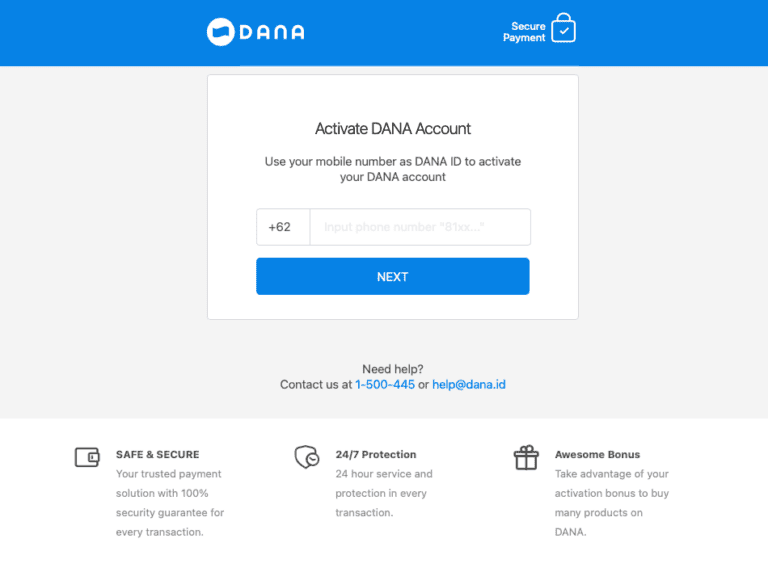 DANA
Secure
Payment
Activate DANA Account
Use your mobile number as DANA ID to activate
your DANA account
+62
Input phone number "81xx..."
NEXT
Need help?
Contact us at 1-500-445 or help@dana.id
SAFE & SECURE
Your trusted payment
solution with 100%
security guarantee for
every transaction.
24/7 Protection
24 hour service and
protection in every
transaction.
Awesome Bonus
Take advantage of your
activation bonus to buy
many products on
DANA.